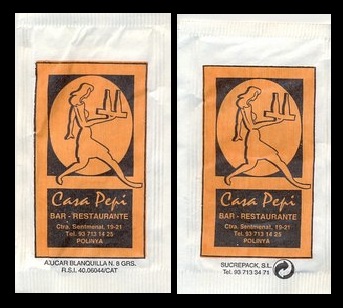 Casa Pepi
BAR - RESTAURANTE
Ctra. Sentmenat, 19-21
Tel. 93 713 14 25
POLINYA
AZUCAR BLANQUILLA N. 8 GRS.
R.S.I. 40.06044/CAT
Casa Pepi
BAR - RESTAURANTE
Ctra. Sentmenat, 19-21
Tel. 93 713 14 25
POLINYA
SUCREPACK, S.L.
Tel. 93 713 34 71